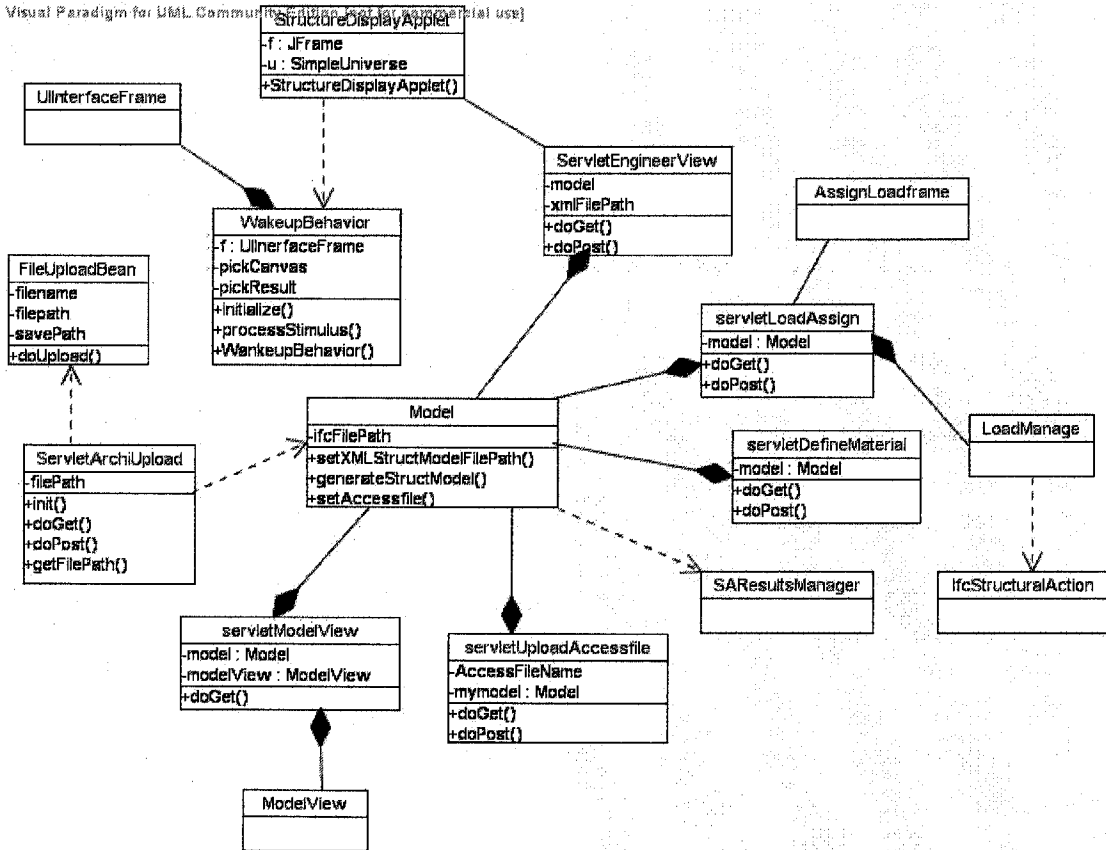 Visual Paradigm for UML Community Edition [not for commercial use]
StructureDisplayApplet
-f : JFrame
-u : SimpleUniverse
+StructureDisplayApplet()
UIInterfaceFrame
ServletEngineerView
-model
-xmlFilePath
+doGet()
+doPost()
AssignLoadframe
WakeupBehavior
-f : UIInerfaceFrame
-pickCanvas
-pickResult
+initialize()
+processStimulus()
+WankeupBehavior()
FileUploadBean
-filename
-filepath
-savePath
+doUpload()
servletLoadAssign
-model : Model
+doGet()
+doPost()
Model
-ifcFilePath
+setXMLStructModelFilePath()
+generateStructModel()
+setAccessfile()
LoadManage
servletDefineMaterial
-model : Model
+doGet()
+doPost()
ServletArchiUpload
-filePath
+init()
+doGet()
+doPost()
+getFilePath()
SAResultsManager
IfcStructuralAction
servletModelView
-model : Model
-modelView : ModelView
+doGet()
servletUploadAccessfile
-AccessFileName
-mymodel : Model
+doGet()
+doPost()
ModelView